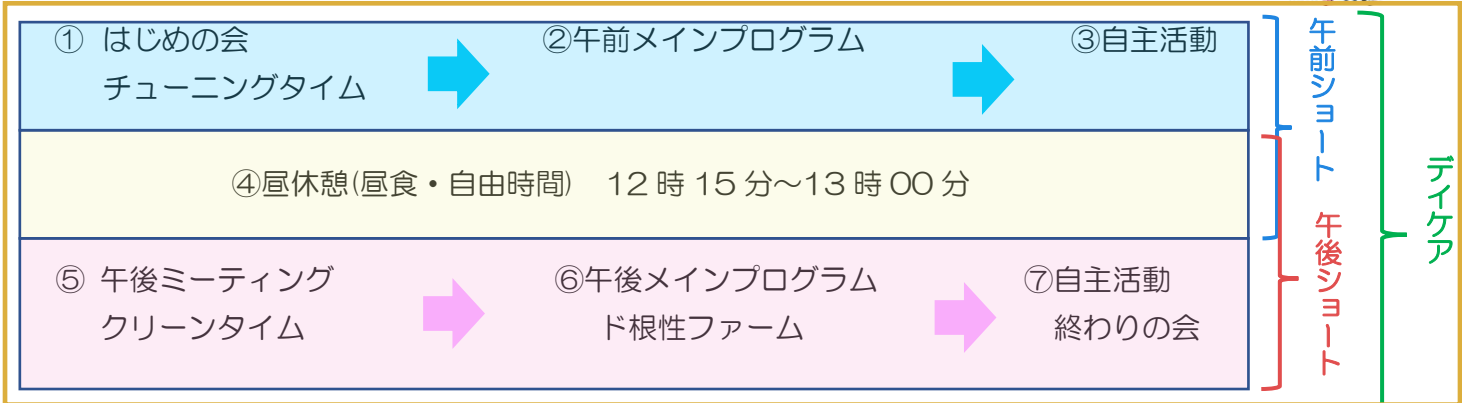 ① はじめの会
チューニングタイム
②午前メインプログラム
③自主活動
④昼休憩(昼食・自由時間) 12時15分～13時00分
⑤ 午後ミーティング
クリーンタイム
⑥午後メインプログラム
ド根性ファーム
⑦自主活動
終わりの会
午前ショート
午後ショート
デイケア